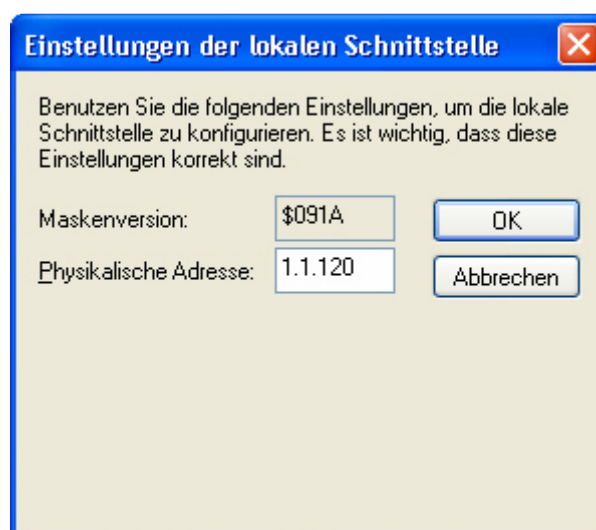 Einstellungen der lokalen Schnittstelle
Benutzen Sie die folgenden Einstellungen, um die lokale
Schnittstelle zu konfigurieren. Es ist wichtig, dass diese
Einstellungen korrekt sind.
Maskenversion: $091A OK
Physikalische Adresse: 1.1.120 Abbrechen